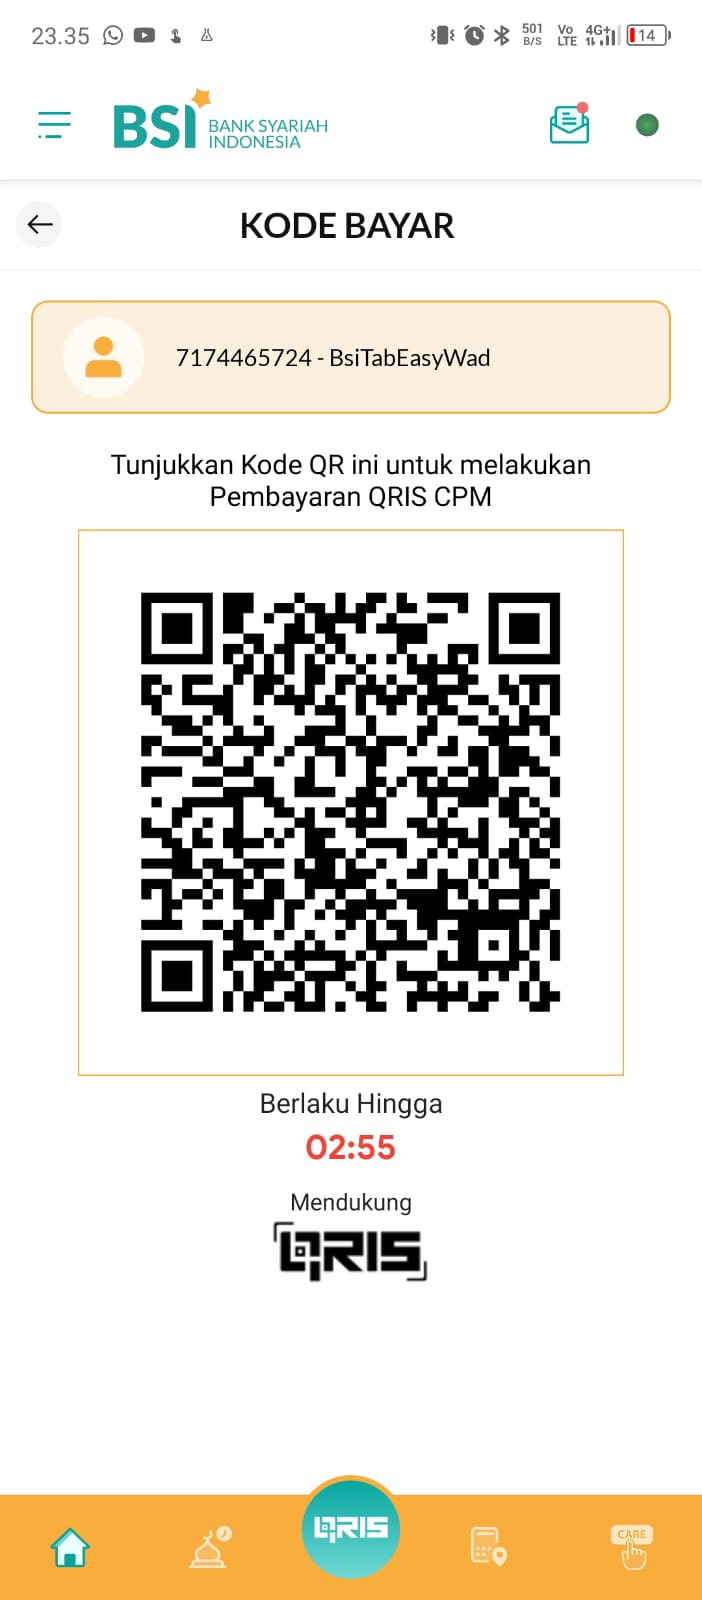 23.35
501
B/S
Vo
LTE
4G+
14
BSI
BANK SYARIAH
INDONESIA
KODE BAYAR
7174465724 - BsiTabEasyWad
Tunjukkan Kode QR ini untuk melakukan
Pembayaran QRIS CPM
Berlaku Hingga
02:55
Mendukung
QRIS
QRIS
CARE